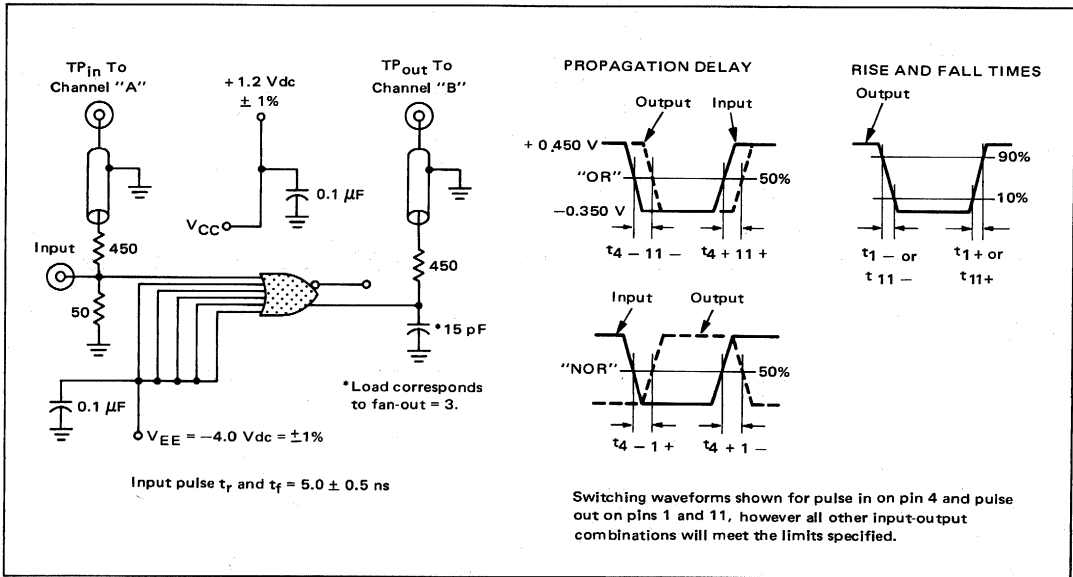 TPin To
Channel "A"
+1.2 Vdc
± 1%
TPout To
Channel "B"
0.1 µF
VCC
Input
450
50
450
*15 pF
0.1 µF
*Load corresponds
to fan-out = 3.
VEE = −4.0 Vdc = ±1%
Input pulse tr and tf = 5.0 ± 0.5 ns
PROPAGATION DELAY
Output Input
+ 0.450 V
"OR"
50%
−0.350 V
t4 − 11 − t4 + 11 +
Input Output
"NOR"
50%
t4 − 1 + t4 + 1 −
RISE AND FALL TIMES
Output
90%
10%
t1 − or t1 + or
t11 − t11+
Switching waveforms shown for pulse in on pin 4 and pulse
out on pins 1 and 11, however all other input-output
combinations will meet the limits specified.